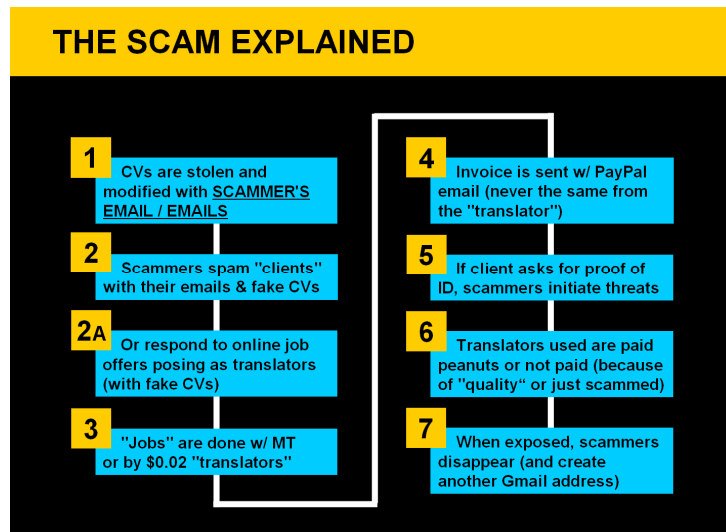 THE SCAM EXPLAINED
1
CVs are stolen and
modified with SCAMMER'S
EMAIL / EMAILS
2
Scammers spam "clients"
with their emails & fake CVs
2A
Or respond to online job
offers posing as translators
(with fake CVs)
3
"Jobs" are done w/ MT
or by $0.02 "translators"
4
Invoice is sent w/ PayPal
email (never the same from
the "translator")
5
If client asks for proof of
ID, scammers initiate threats
6
Translators used are paid
peanuts or not paid (because
of "quality“ or just scammed)
7
When exposed, scammers
disappear (and create
another Gmail address)